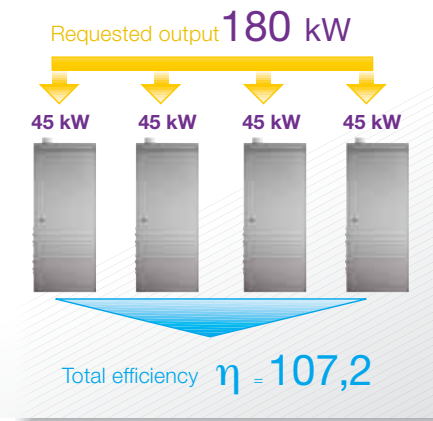 Requested output 180 kW
45 kW 45 kW 45 kW 45 kW
Total efficiency η = 107,2